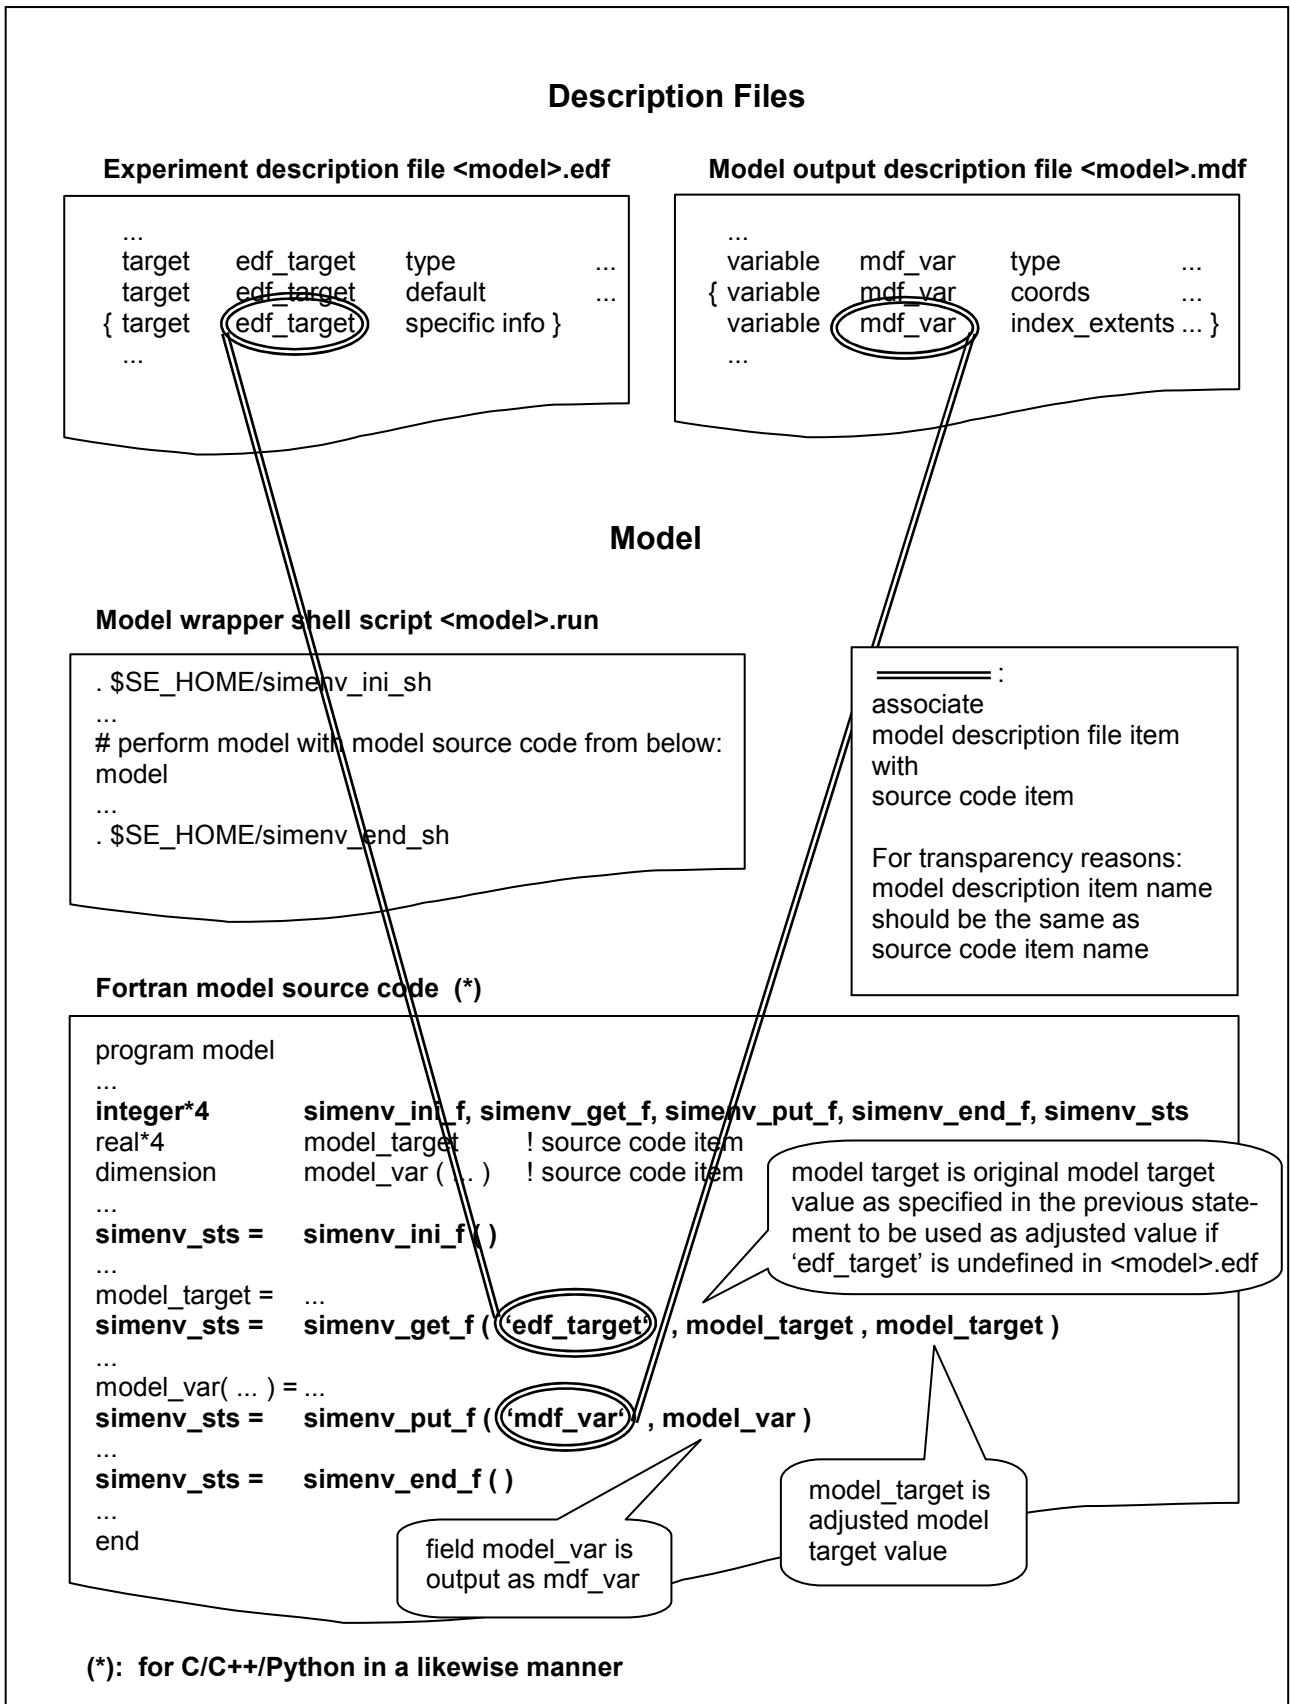 Description Files
Experiment description file <model>.edf
...
target edf_target type ...
target edf_target default ...
{ target edf_target specific info }
...
Model output description file <model>.mdf
...
variable mdf_var type ...
{ variable mdf_var coords ...
variable mdf_var index_extents ... }
...
Model
Model wrapper shell script <model>.run
. $SE_HOME/simenv_ini_sh
...
# perform model with model source code from below:
model
...
. $SE_HOME/simenv_end_sh
:
associate
model description file item
with
source code item
For transparency reasons:
model description item name
should be the same as
source code item name
Fortran model source code (*)
program model
...
integer*4 simenv_ini_f, simenv_get_f, simenv_put_f, simenv_end_f, simenv_sts
real*4 model_target ! source code item
dimension model_var ( ... ) ! source code item
...
simenv_sts = simenv_ini_f ( )
...
model_target = ...
simenv_sts = simenv_get_f ( ‘edf_target‘ , model_target , model_target )
...
model_var( ... ) = ...
simenv_sts = simenv_put_f ( ‘mdf_var‘ , model_var )
...
simenv_sts = simenv_end_f ( )
...
end
model target is original model target
value as specified in the previous state-
ment to be used as adjusted value if
‘edf_target’ is undefined in <model>.edf
model_target is
adjusted model
target value
field model_var is
output as mdf_var
(*): for C/C++/Python in a likewise manner